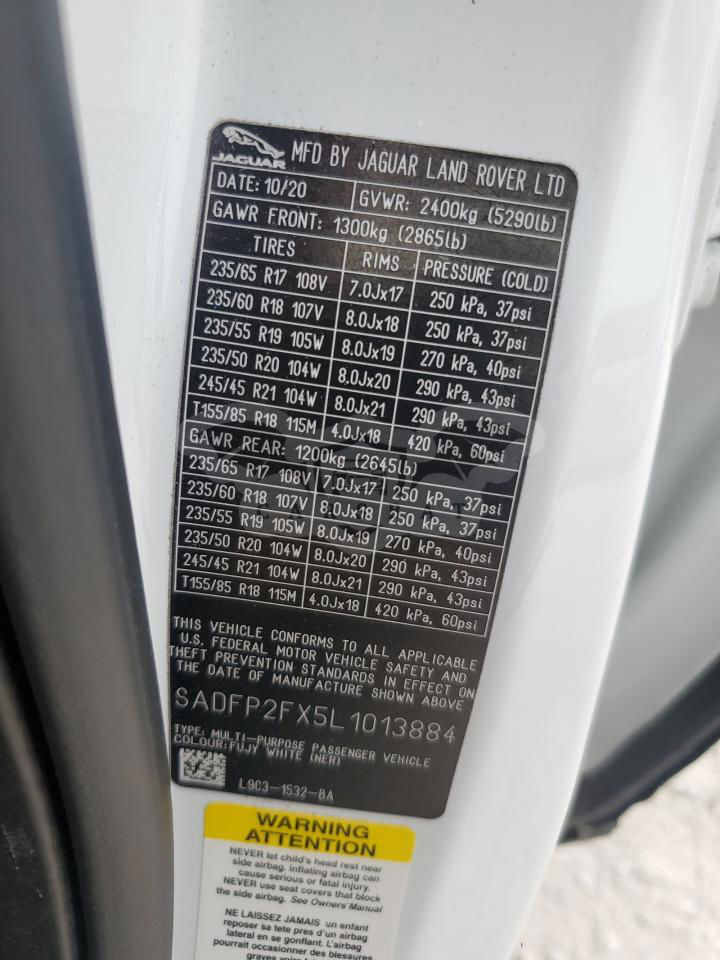 JAGUAR MFD BY JAGUAR LAND ROVER LTD
DATE: 10/20 GVWR: 2400kg (5290lb)
GAWR FRONT: 1300kg (2865lb)
TIRES RIMS PRESSURE (COLD)
235/65 R17 108V 7.0Jx17 250 kPa, 37psi
235/60 R18 107V 8.0Jx18 250 kPa, 37psi
235/55 R19 105W 8.0Jx19 270 kPa, 40psi
235/50 R20 104W 8.0Jx20 290 kPa, 43psi
245/45 R21 104W 8.0Jx21 290 kPa, 43psi
T155/85 R18 115M 4.0Jx18 420 kPa, 60psi
GAWR REAR: 1200kg (2645lb)
235/65 R17 108V 7.0Jx17 250 kPa, 37psi
235/60 R18 107V 8.0Jx18 250 kPa, 37psi
235/55 R19 105W 8.0Jx19 270 kPa, 40psi
235/50 R20 104W 8.0Jx20 290 kPa, 43psi
245/45 R21 104W 8.0Jx21 290 kPa, 43psi
T155/85 R18 115M 4.0Jx18 420 kPa, 60psi
THIS VEHICLE CONFORMS TO ALL APPLICABLE
U.S. FEDERAL MOTOR VEHICLE SAFETY AND
THEFT PREVENTION STANDARDS IN EFFECT ON
THE DATE OF MANUFACTURE SHOWN ABOVE
SADFP2FX5L1013884
TYPE: MULTI-PURPOSE PASSENGER VEHICLE
COLOUR:FUJY WHITE (NER)
L9C3-1532-BA
WARNING
ATTENTION
NEVER let child's head rest near
side airbag. inflating airbag can
cause serious or fatal injury.
NEVER use seat covers that block
the side airbag. See Owners Manual
NE LAISSEZ JAMAIS un enfant
reposer sa tete pres d'un airbag
lateral en se gonflant. L'airbag
pourrait occasionner des blessures